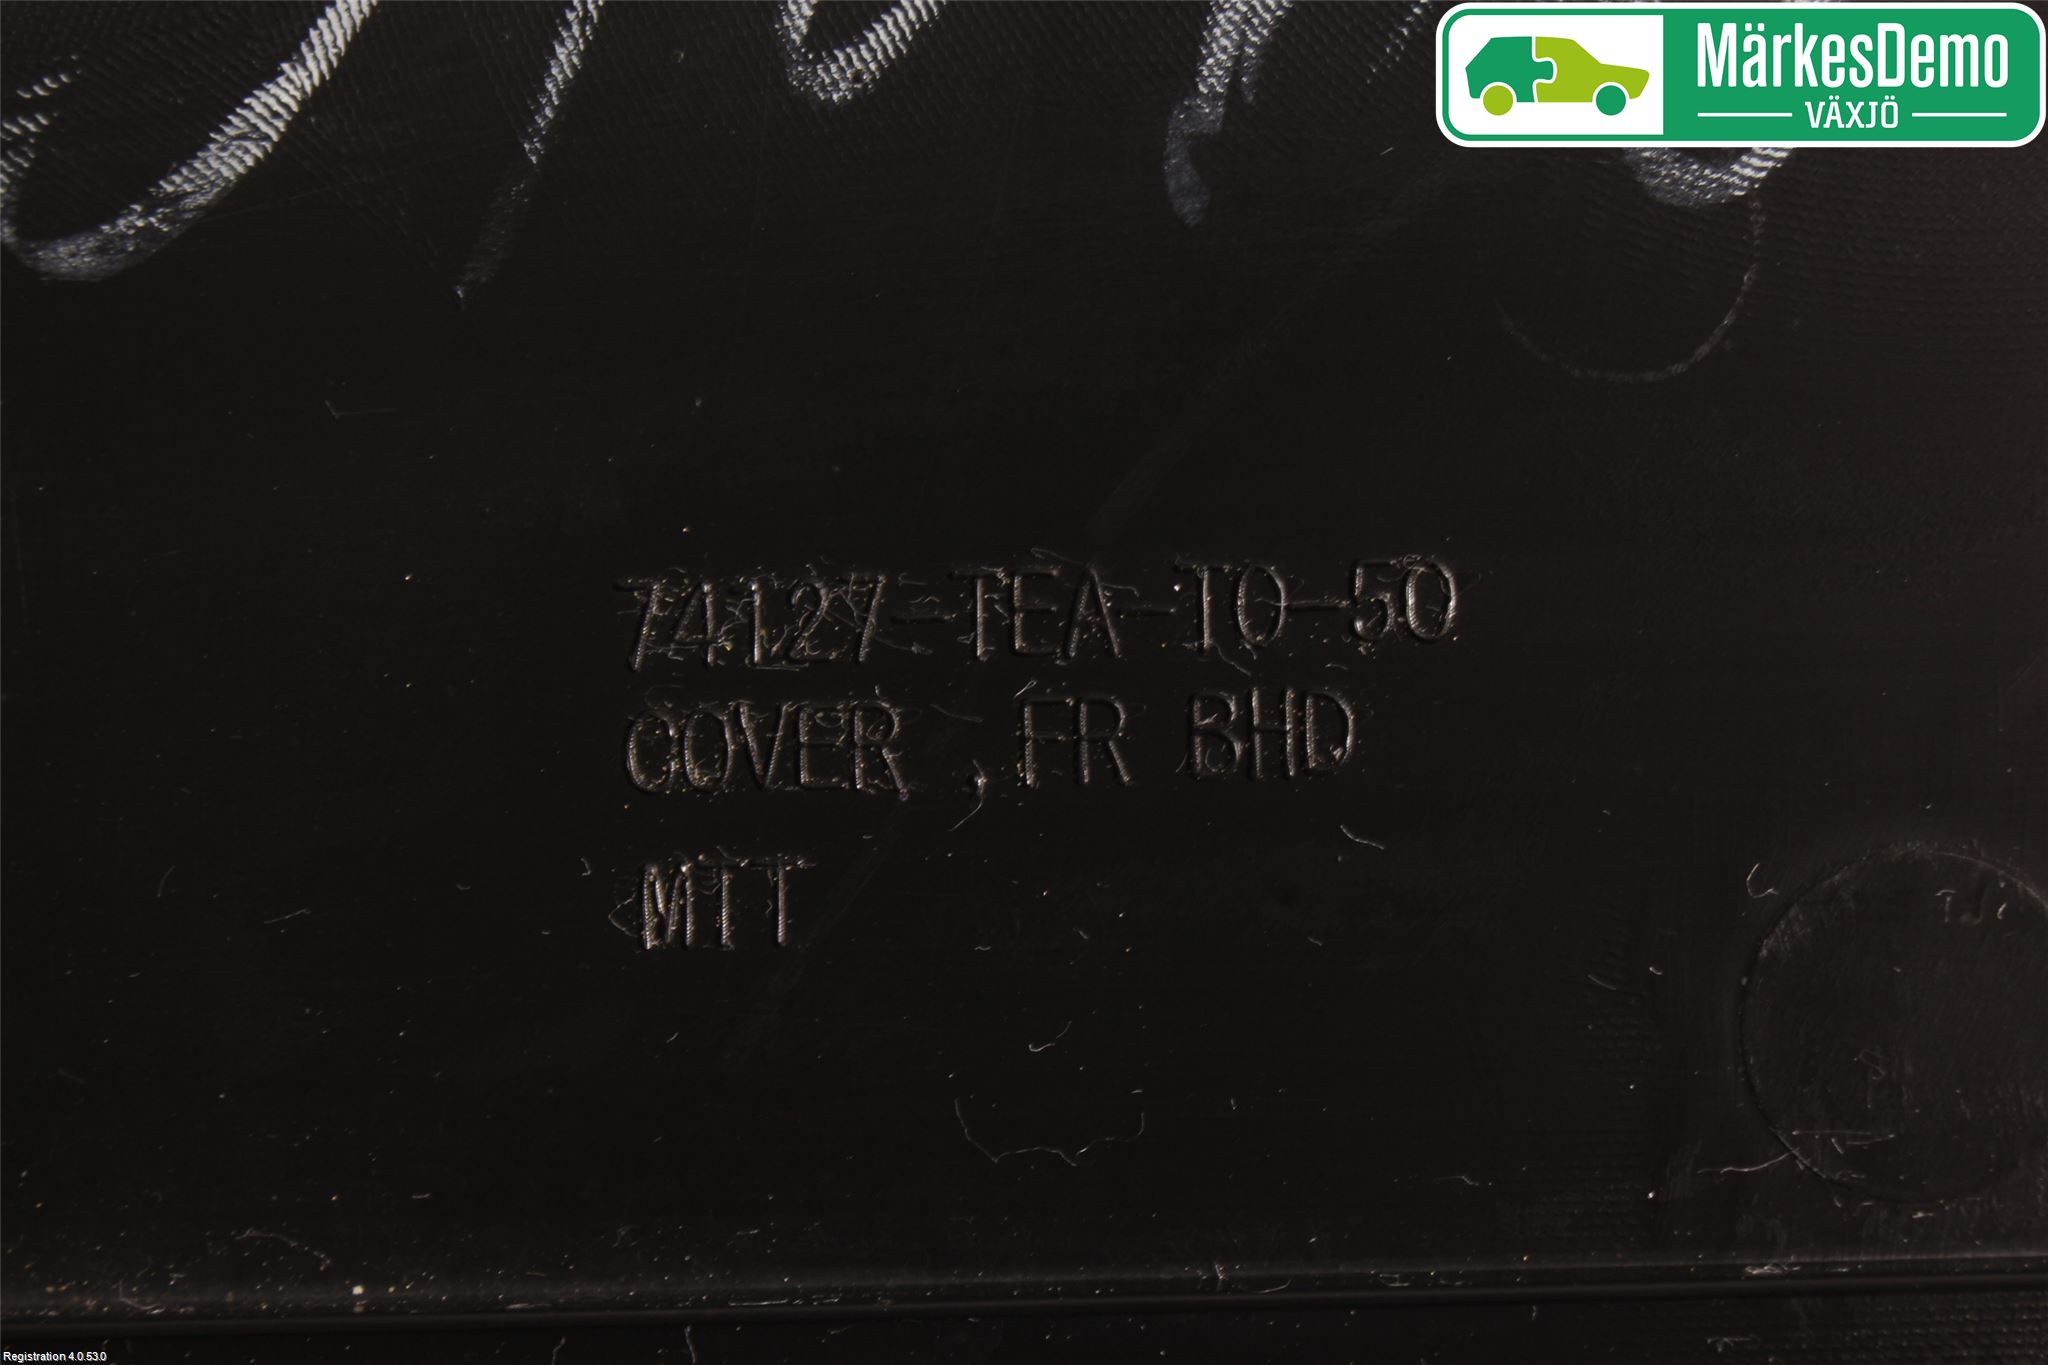 MärkesDemo
VÄXJÖ
74127-TEA-T0-50
COVER ,FR BHD
MTT
Registration 4.0.53.0